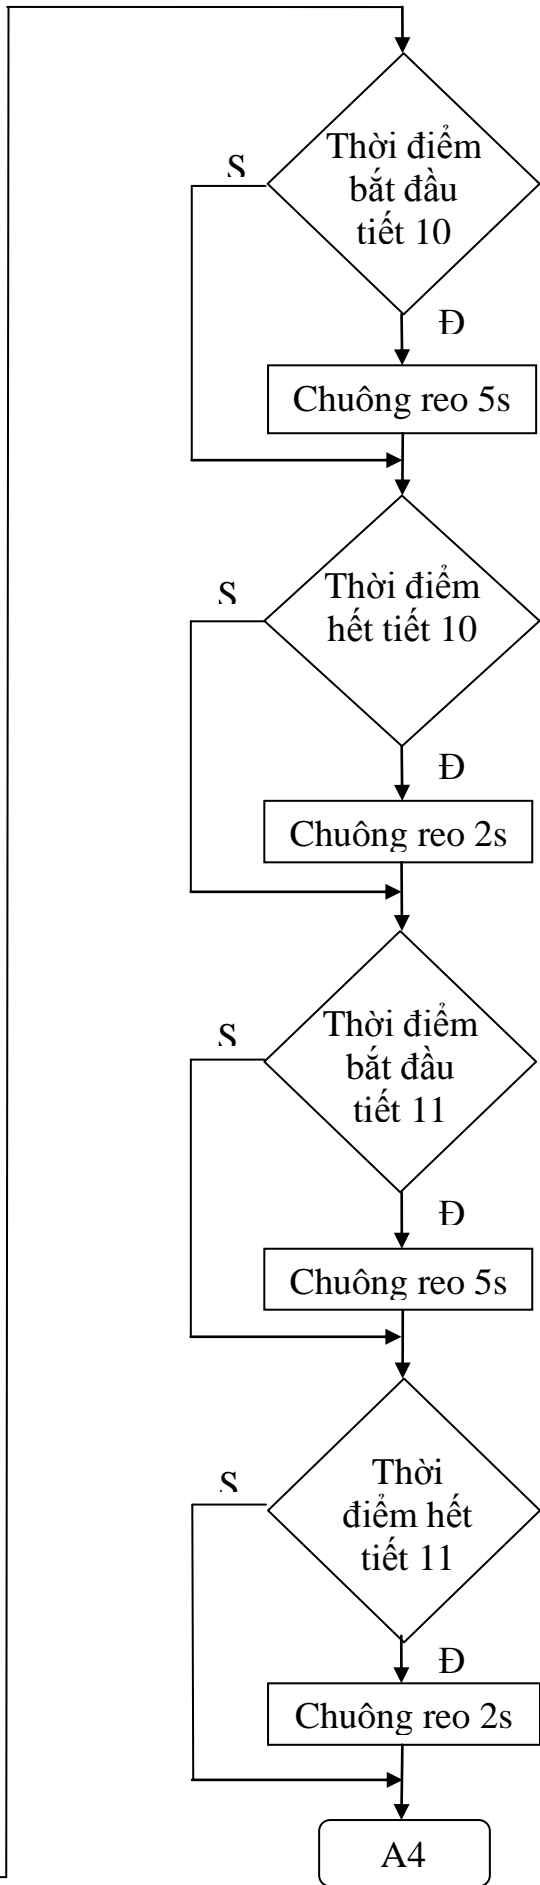 Thời điểm
bắt đầu
tiết 10
S
Đ
Chuông reo 5s
Thời điểm
hết tiết 10
S
Đ
Chuông reo 2s
Thời điểm
bắt đầu
tiết 11
S
Đ
Chuông reo 5s
Thời
điểm hết
tiết 11
S
Đ
Chuông reo 2s
A4